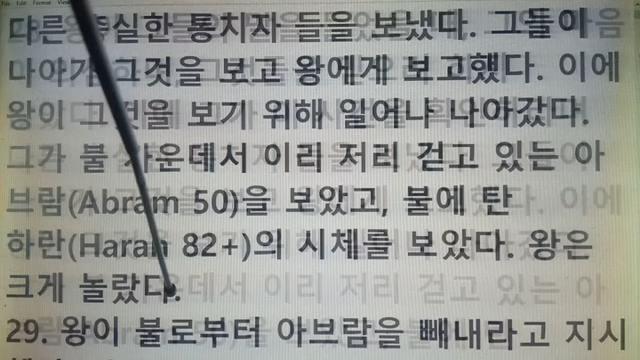 다른 충실한 통치자 들을 보냈다. 그들이
나아가 그것을 보고 왕에게 보고했다. 이에
왕이 그것을 보기 위해 일어나 나아갔다.
그가 불 가운데서 이리 저리 걷고 있는 아
브람(Abram 50)을 보았고, 불에 탄
하란(Haran 82+)의 시체를 보았다. 왕은
크게 놀랐다.
29. 왕이 불로부터 아브람을 빼내라고 지시